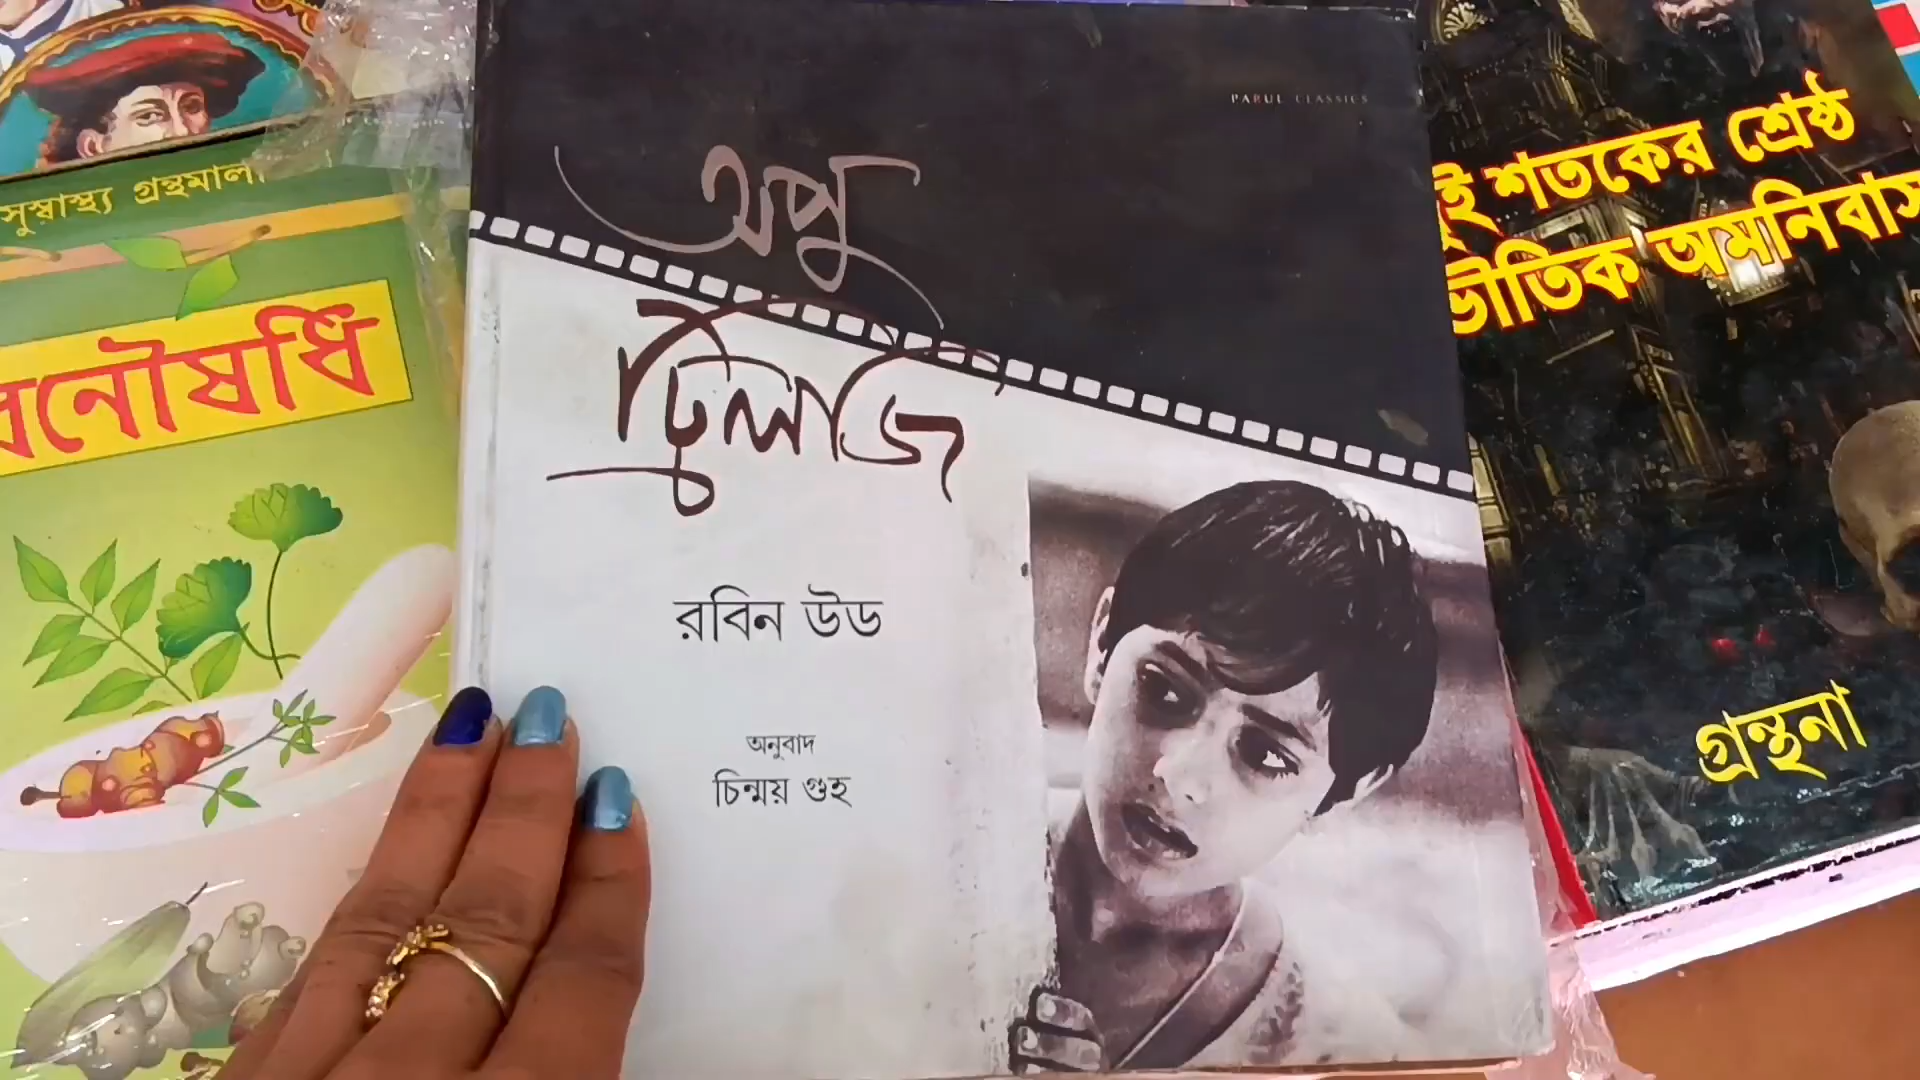 সুস্বাস্থ্য গ্রন্থমালা
বনৌষধি
PARUL CLASSICS
অপু
ট্রিলজি
রবিন উড
অনুবাদ
চিন্ময় গুহ
শতকের শ্রেষ্ঠ
ভৌতিক অমনিবাস
গ্রন্থনা